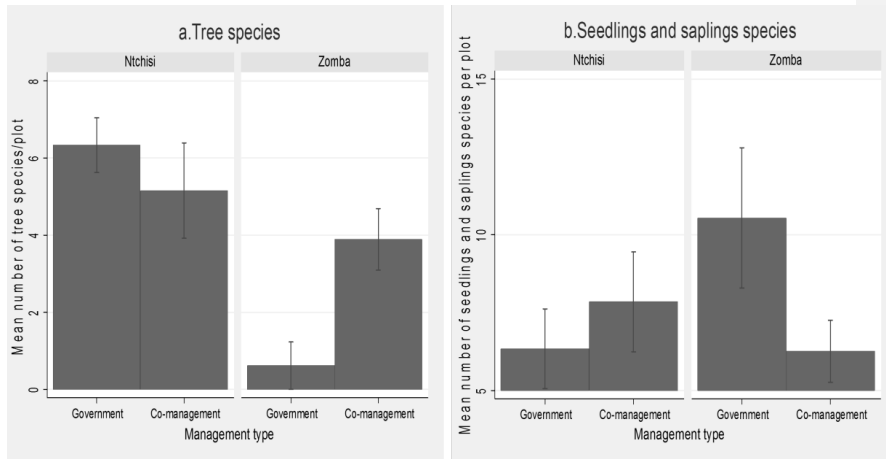 a.Tree species
Ntchisi
Zomba
Mean number of tree species/plot
8
6
4
2
0
Government
Co-management
Government
Co-management
Management type
b.Seedlings and saplings species
Ntchisi
Zomba
Mean number of seedlings and saplings species per plot
15
10
5
Government
Co-management
Government
Co-management
Management type